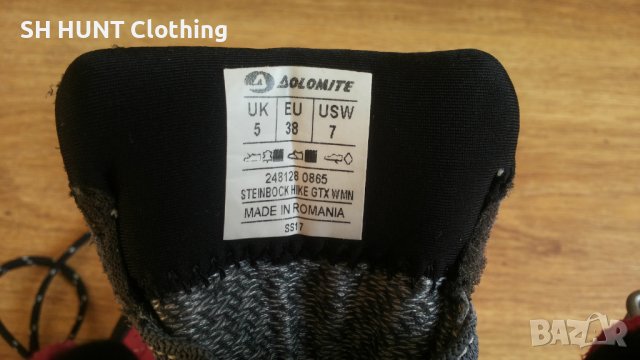 SH HUNT Clothing
DOLOMITE
UK EU USW
5 38 7
248128 0865
STEINBOCK HIKE GTX WMN
MADE IN ROMANIA
SS17
BAZAR